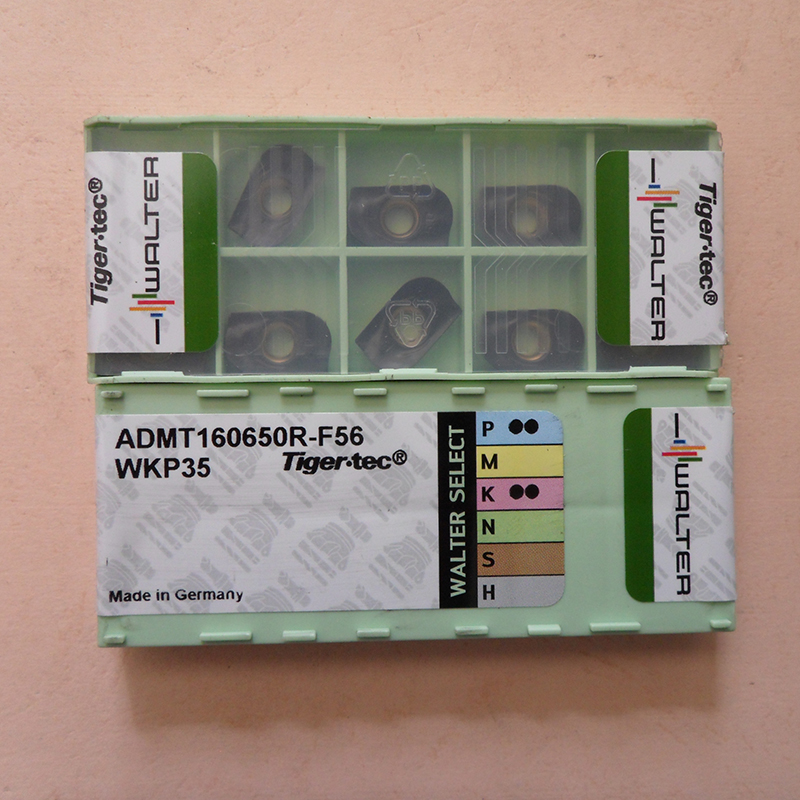 Tiger·tec®
WALTER
WALTER
Tiger·tec®
ADMT160650R-F56
WKP35 Tiger·tec®
Made in Germany
WALTER SELECT
P
M
K
N
S
H
WALTER